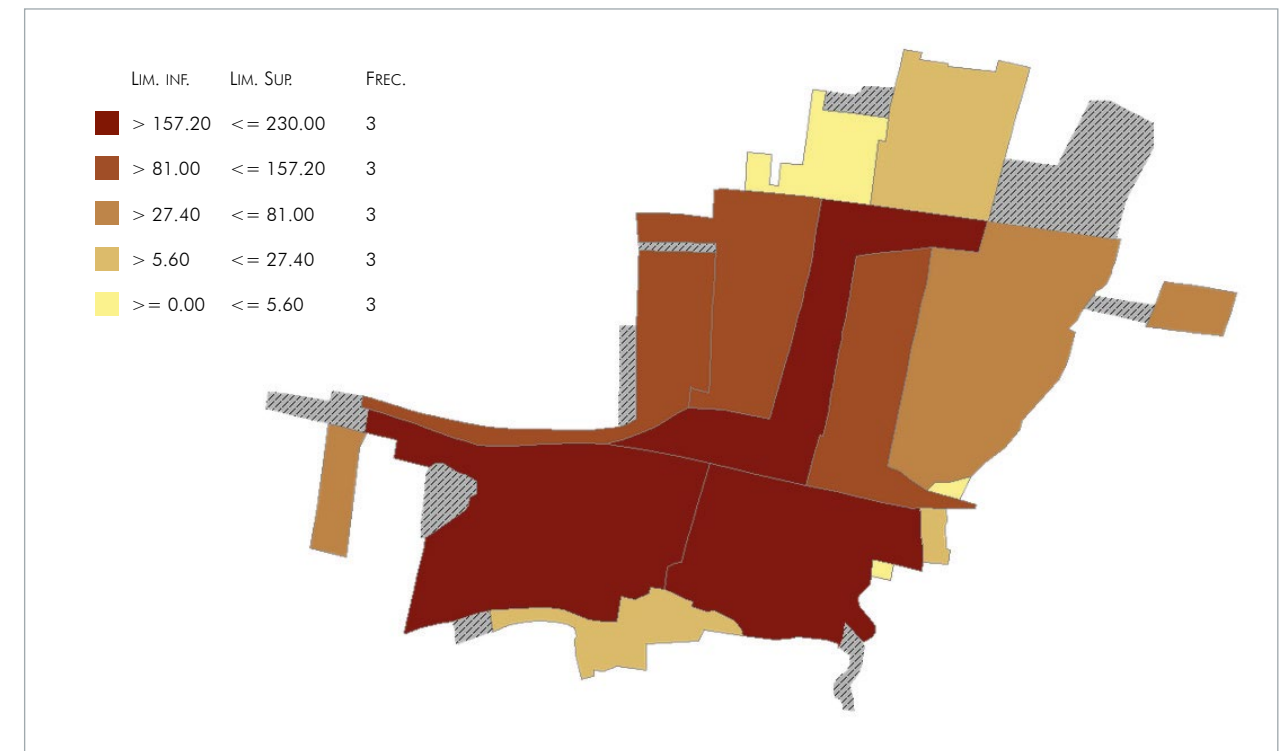 LIM. INF. LIM. SUP. FREC.
> 157.20 <= 230.00 3
> 81.00 <= 157.20 3
> 27.40 <= 81.00 3
> 5.60 <= 27.40 3
>= 0.00 <= 5.60 3